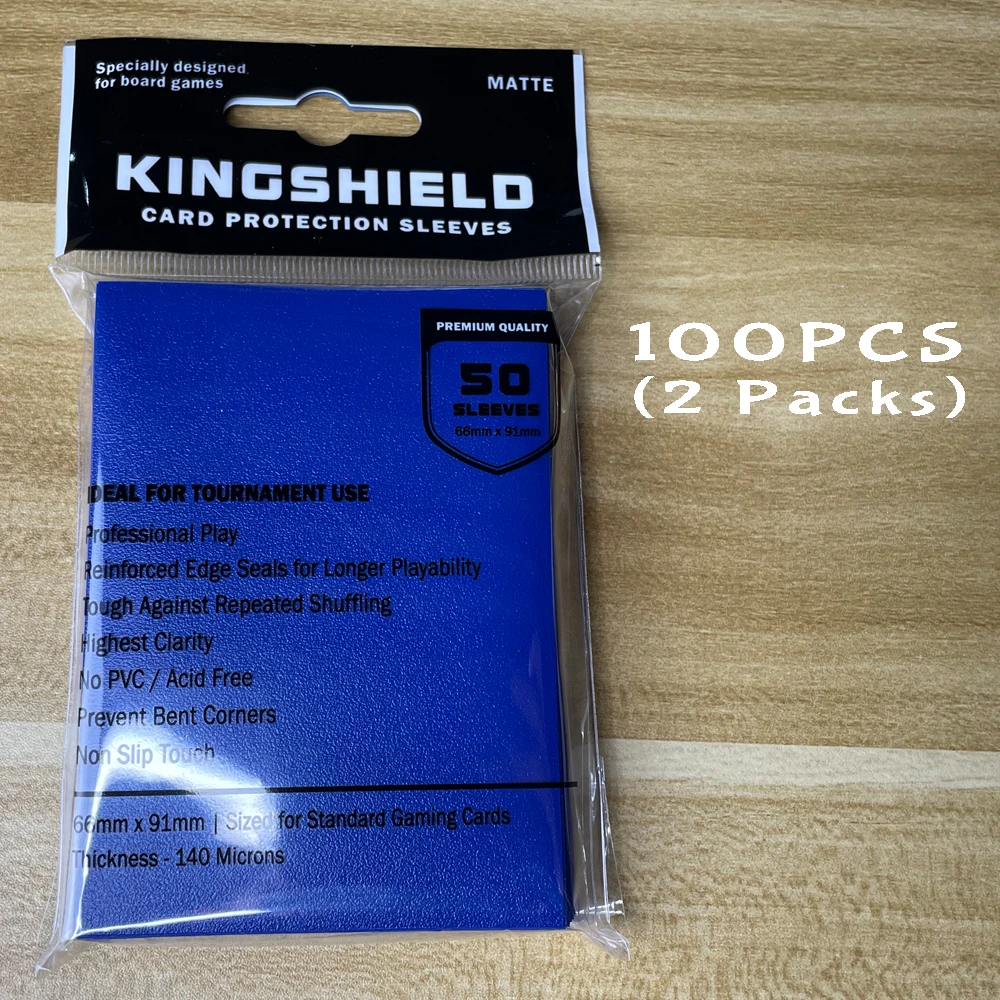 Specially designed
for board games
MATTE
KINGSHIELD
CARD PROTECTION SLEEVES
PREMIUM QUALITY
50
SLEEVES
66mm x 91mm
100PCS
(2 Packs)
IDEAL FOR TOURNAMENT USE
Professional Play
Reinforced Edge Seals for Longer Playability
Tough Against Repeated Shuffling
Highest Clarity
No PVC / Acid Free
Prevent Bent Corners
Non Slip Touch
66mm x 91mm | Sized for Standard Gaming Cards
Thickness - 140 Microns